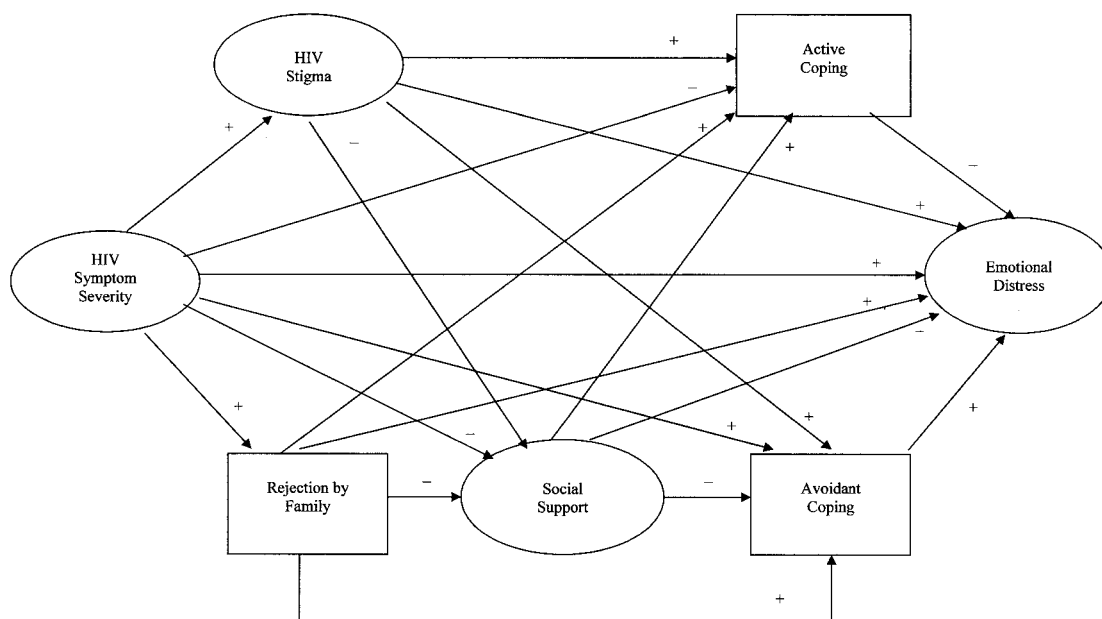 HIV
Stigma
+
Active
Coping
−
+
+
−
+
−
+
HIV
Symptom
Severity
+
Emotional
Distress
+
−
+
−
+
+
+
Rejection by
Family
−
Social
Support
−
Avoidant
Coping
+